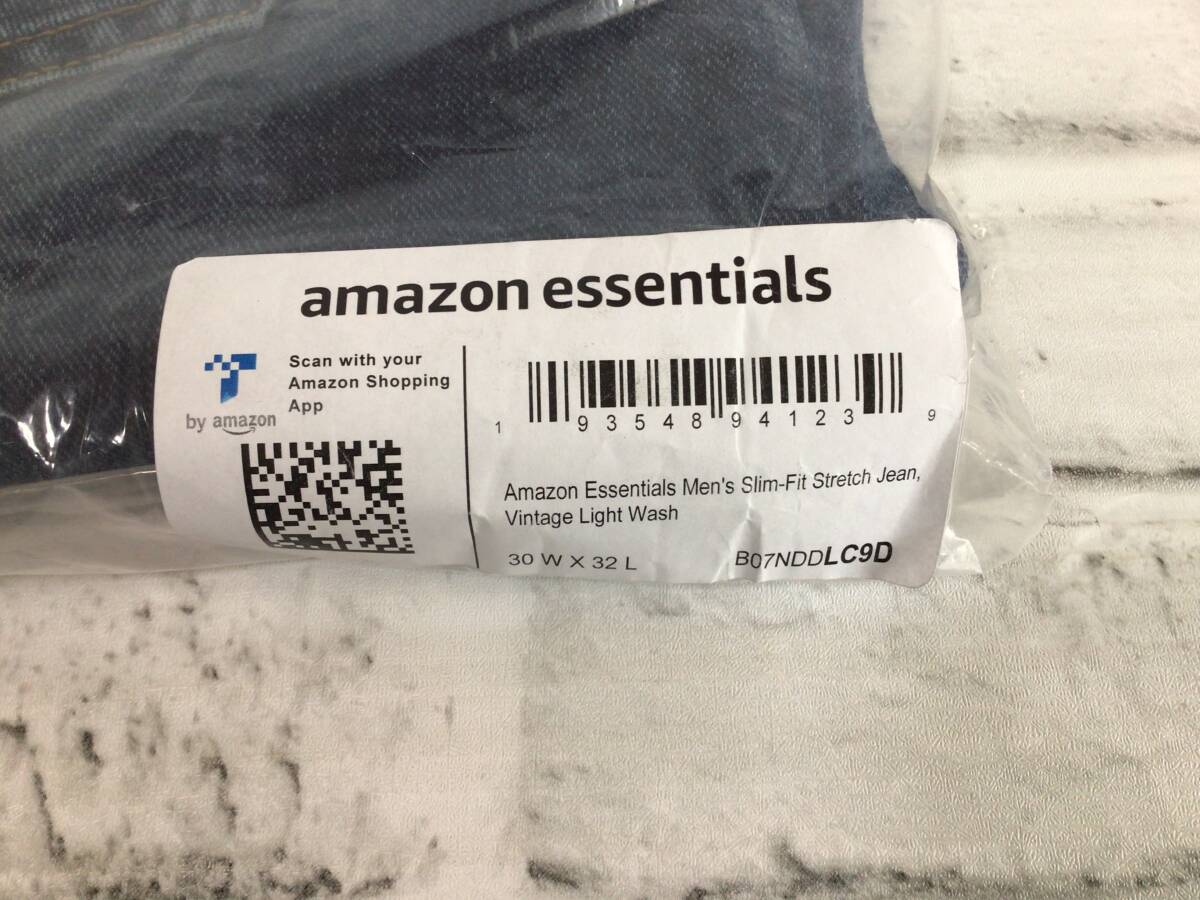 amazon essentials
Scan with your
Amazon Shopping
App
by amazon
1 93548 94123 9
Amazon Essentials Men's Slim-Fit Stretch Jean,
Vintage Light Wash
30 W X 32 L B07NDDLC9D